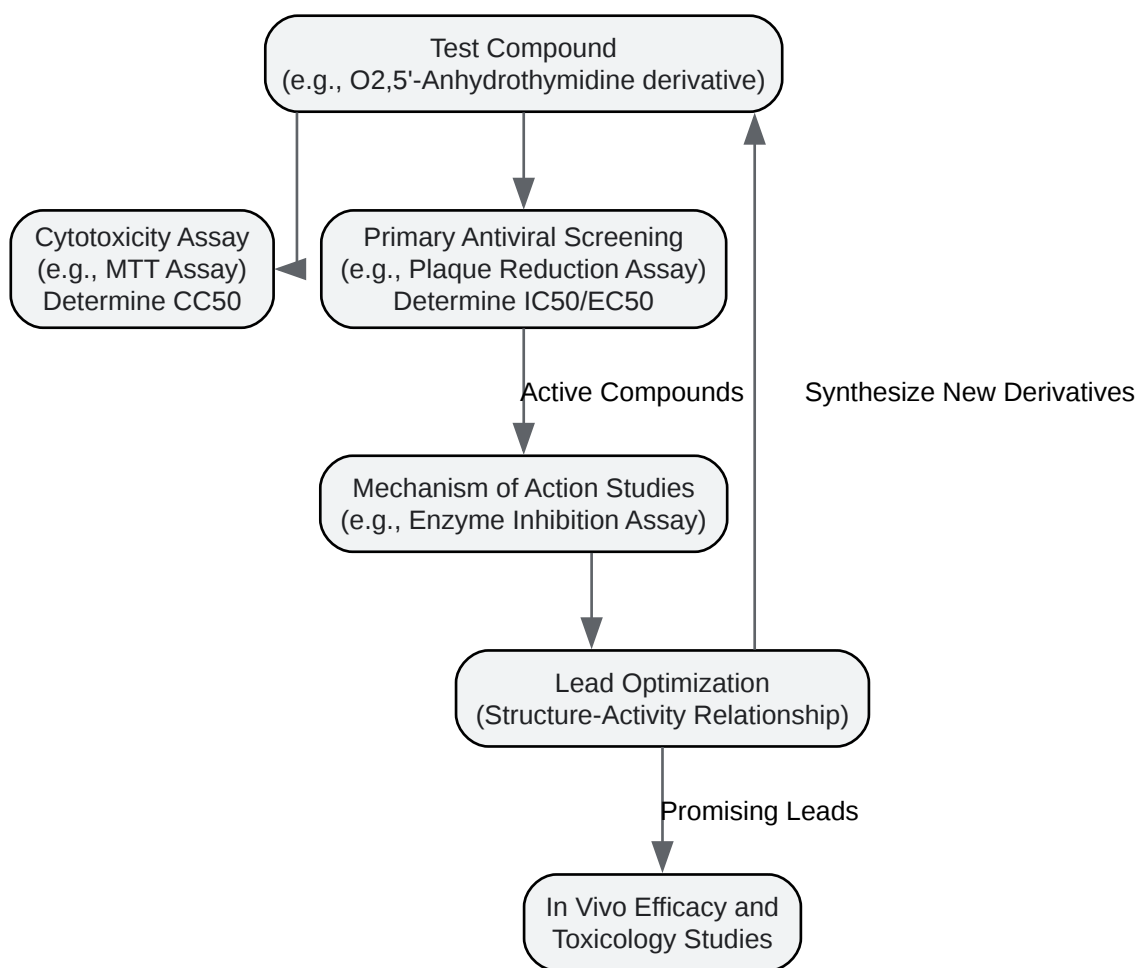 Test Compound
(e.g., O2,5'-Anhydrothymidine derivative)
Cytotoxicity Assay
(e.g., MTT Assay)
Determine CC50
Primary Antiviral Screening
(e.g., Plaque Reduction Assay)
Determine IC50/EC50
Active Compounds
Synthesize New Derivatives
Mechanism of Action Studies
(e.g., Enzyme Inhibition Assay)
Lead Optimization
(Structure-Activity Relationship)
Promising Leads
In Vivo Efficacy and
Toxicology Studies